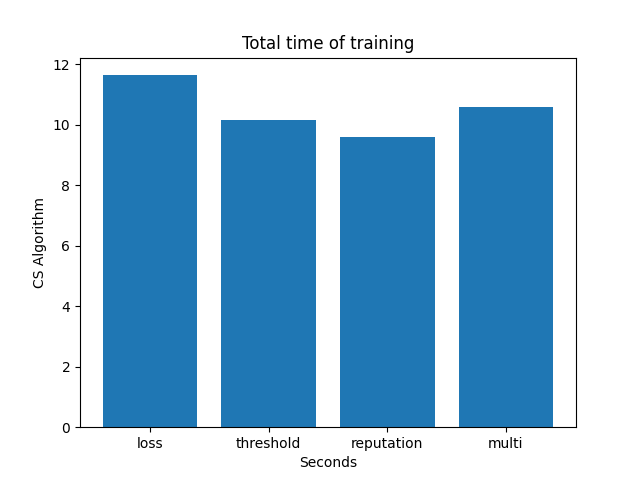 Total time of training
CS Algorithm
12
10
8
6
4
2
0
loss threshold reputation multi
Seconds